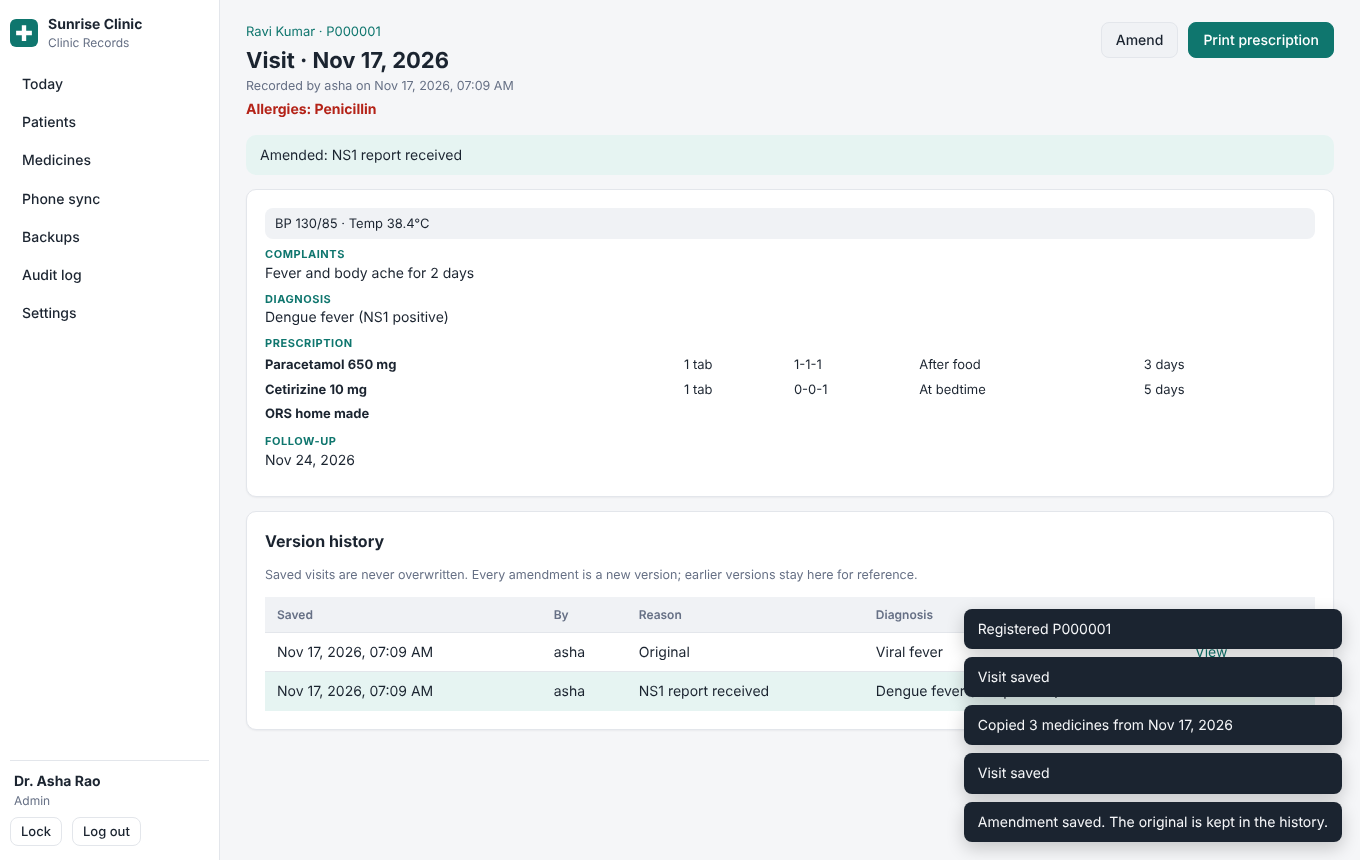 Sunrise Clinic
Clinic Records
Today
Patients
Medicines
Phone sync
Backups
Audit log
Settings
Dr. Asha Rao
Admin
Lock Log out
Ravi Kumar · P000001
Visit · Nov 17, 2026
Recorded by asha on Nov 17, 2026, 07:09 AM
Allergies: Penicillin
Amend Print prescription
Amended: NS1 report received
BP 130/85 · Temp 38.4°C
COMPLAINTS
Fever and body ache for 2 days
DIAGNOSIS
Dengue fever (NS1 positive)
PRESCRIPTION
Paracetamol 650 mg 1 tab 1-1-1 After food 3 days
Cetirizine 10 mg 1 tab 0-0-1 At bedtime 5 days
ORS home made
FOLLOW-UP
Nov 24, 2026
Version history
Saved visits are never overwritten. Every amendment is a new version; earlier versions stay here for reference.
Saved By Reason Diagnosis
Nov 17, 2026, 07:09 AM asha Original Viral fever View
Nov 17, 2026, 07:09 AM asha NS1 report received Dengue fever
Registered P000001
Visit saved
Copied 3 medicines from Nov 17, 2026
Visit saved
Amendment saved. The original is kept in the history.